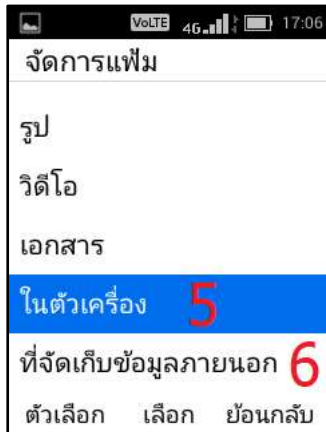 VoLTE 4G 17:06
จัดการแฟ้ม
รูป
วิดีโอ
เอกสาร
ในตัวเครื่อง 5
ที่จัดเก็บข้อมูลภายนอก 6
ตัวเลือก เลือก ย้อนกลับ